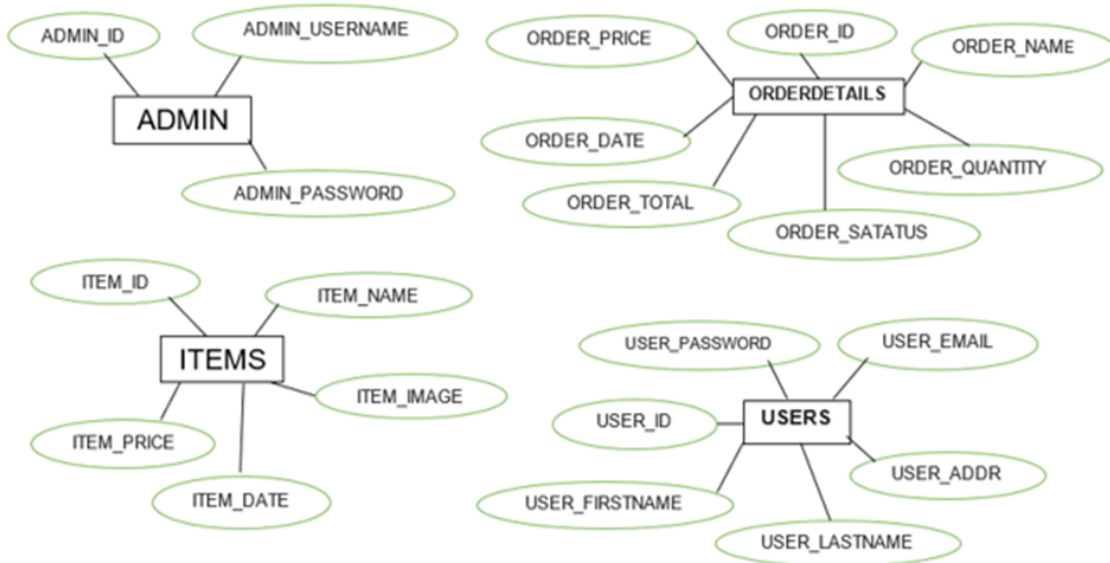 ADMIN_ID
ADMIN_USERNAME
ADMIN
ADMIN_PASSWORD
ORDER_PRICE
ORDER_ID
ORDER_NAME
ORDERDETAILS
ORDER_DATE
ORDER_QUANTITY
ORDER_TOTAL
ORDER_SATATUS
ITEM_ID
ITEM_NAME
ITEMS
ITEM_IMAGE
ITEM_PRICE
ITEM_DATE
USER_PASSWORD
USER_EMAIL
USER_ID
USERS
USER_ADDR
USER_FIRSTNAME
USER_LASTNAME